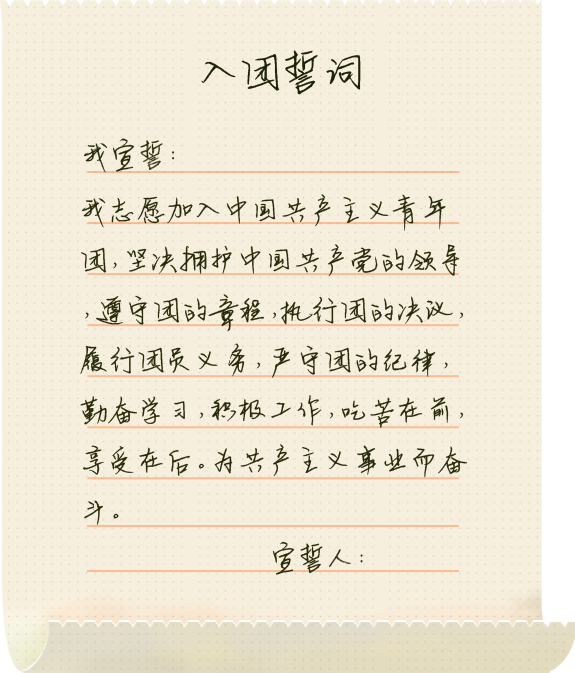 入团誓词
我宣誓：
我志愿加入中国共产主义青年
团，坚决拥护中国共产党的领导
，遵守团的章程，执行团的决议，
履行团员义务，严守团的纪律，
勤奋学习，积极工作，吃苦在前，
享受在后。为共产主义事业而奋
斗。
宣誓人：